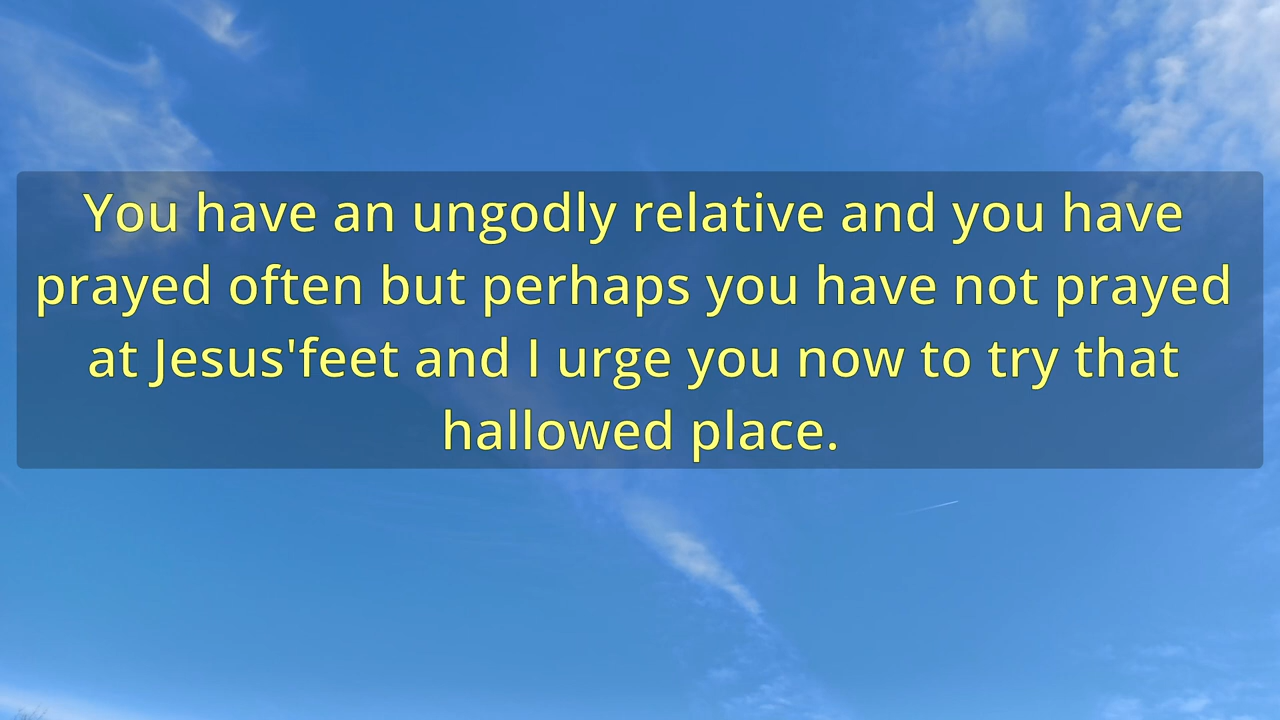 You have an ungodly relative and you have
prayed often but perhaps you have not prayed
at Jesus'feet and I urge you now to try that
hallowed place.